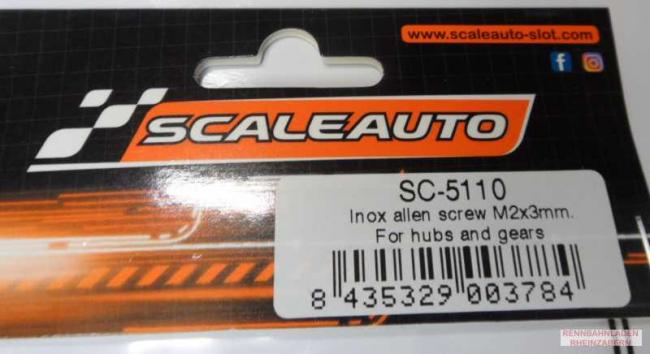 www.scaleauto-slot.com
SCALEAUTO
SC-5110
Inox allen screw M2x3mm.
For hubs and gears
8 435329 003784
RENNBAHNLADEN
RHEINZABERN